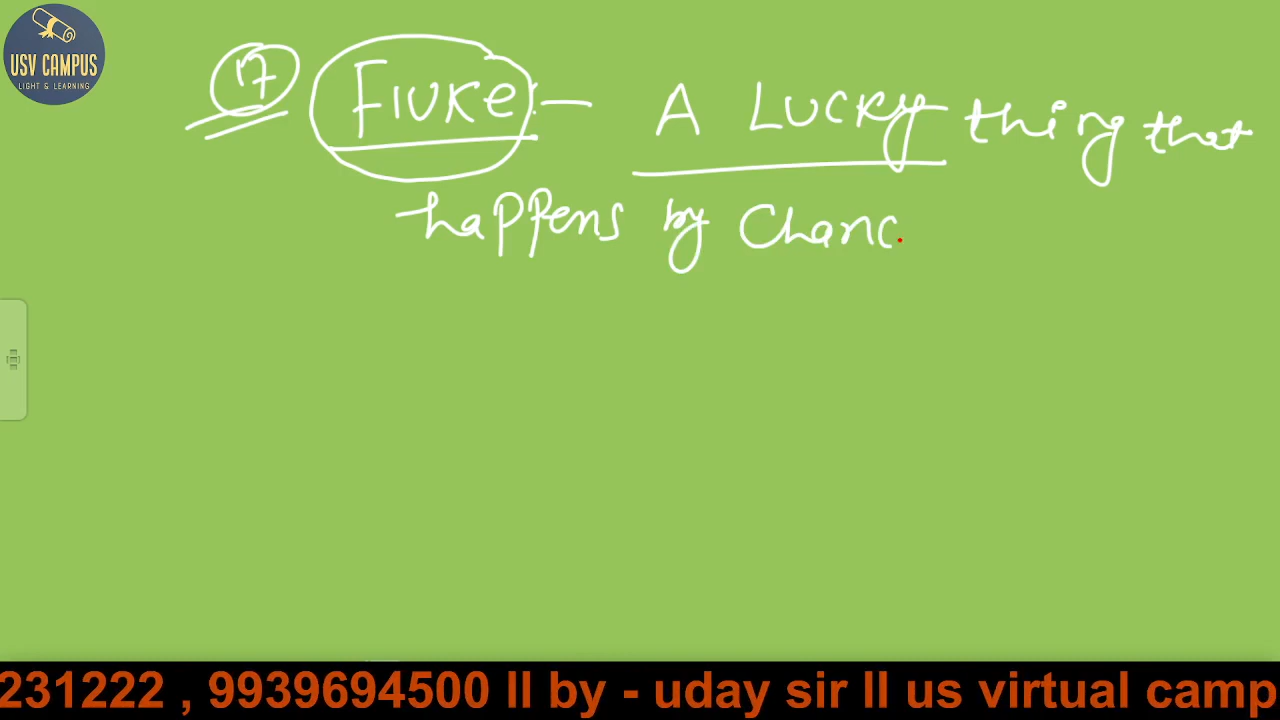 USV CAMPUS
LIGHT & LEARNING
17 Fluke:- A Lucky thing that
happens by Chanc
231222 , 9939694500 ll by - uday sir ll us virtual camp